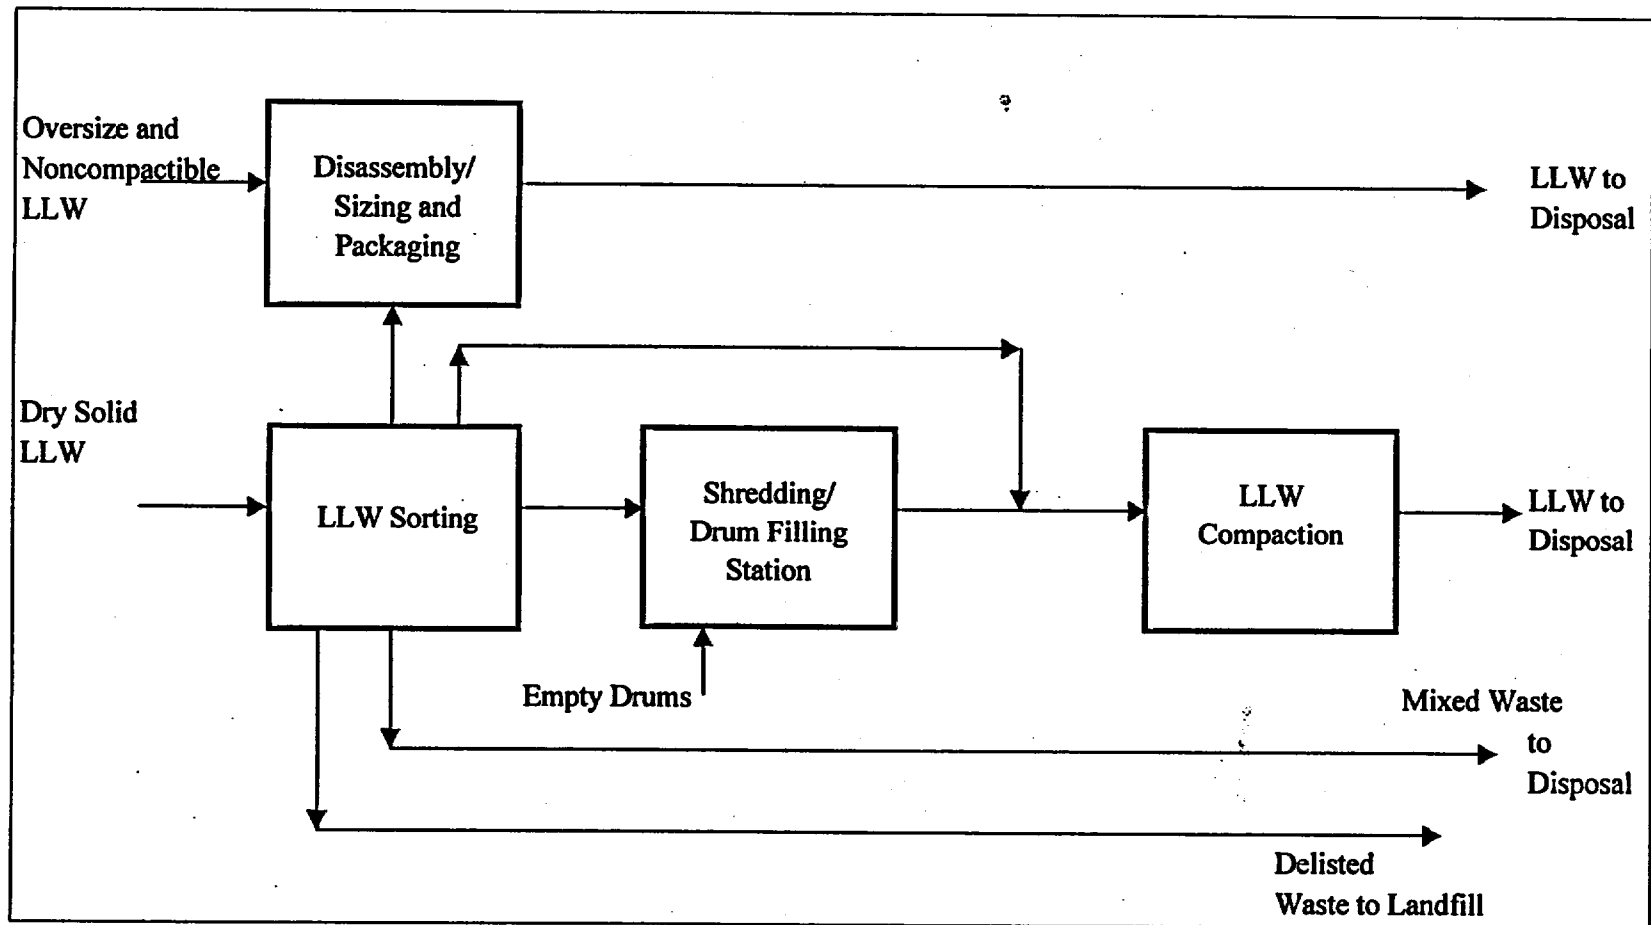 Oversize and
Noncompactible
LLW
Disassembly/
Sizing and
Packaging
LLW to
Disposal
Dry Solid
LLW
LLW Sorting
Shredding/
Drum Filling
Station
LLW
Compaction
LLW to
Disposal
Empty Drums
Mixed Waste
to
Disposal
Delisted
Waste to Landfill